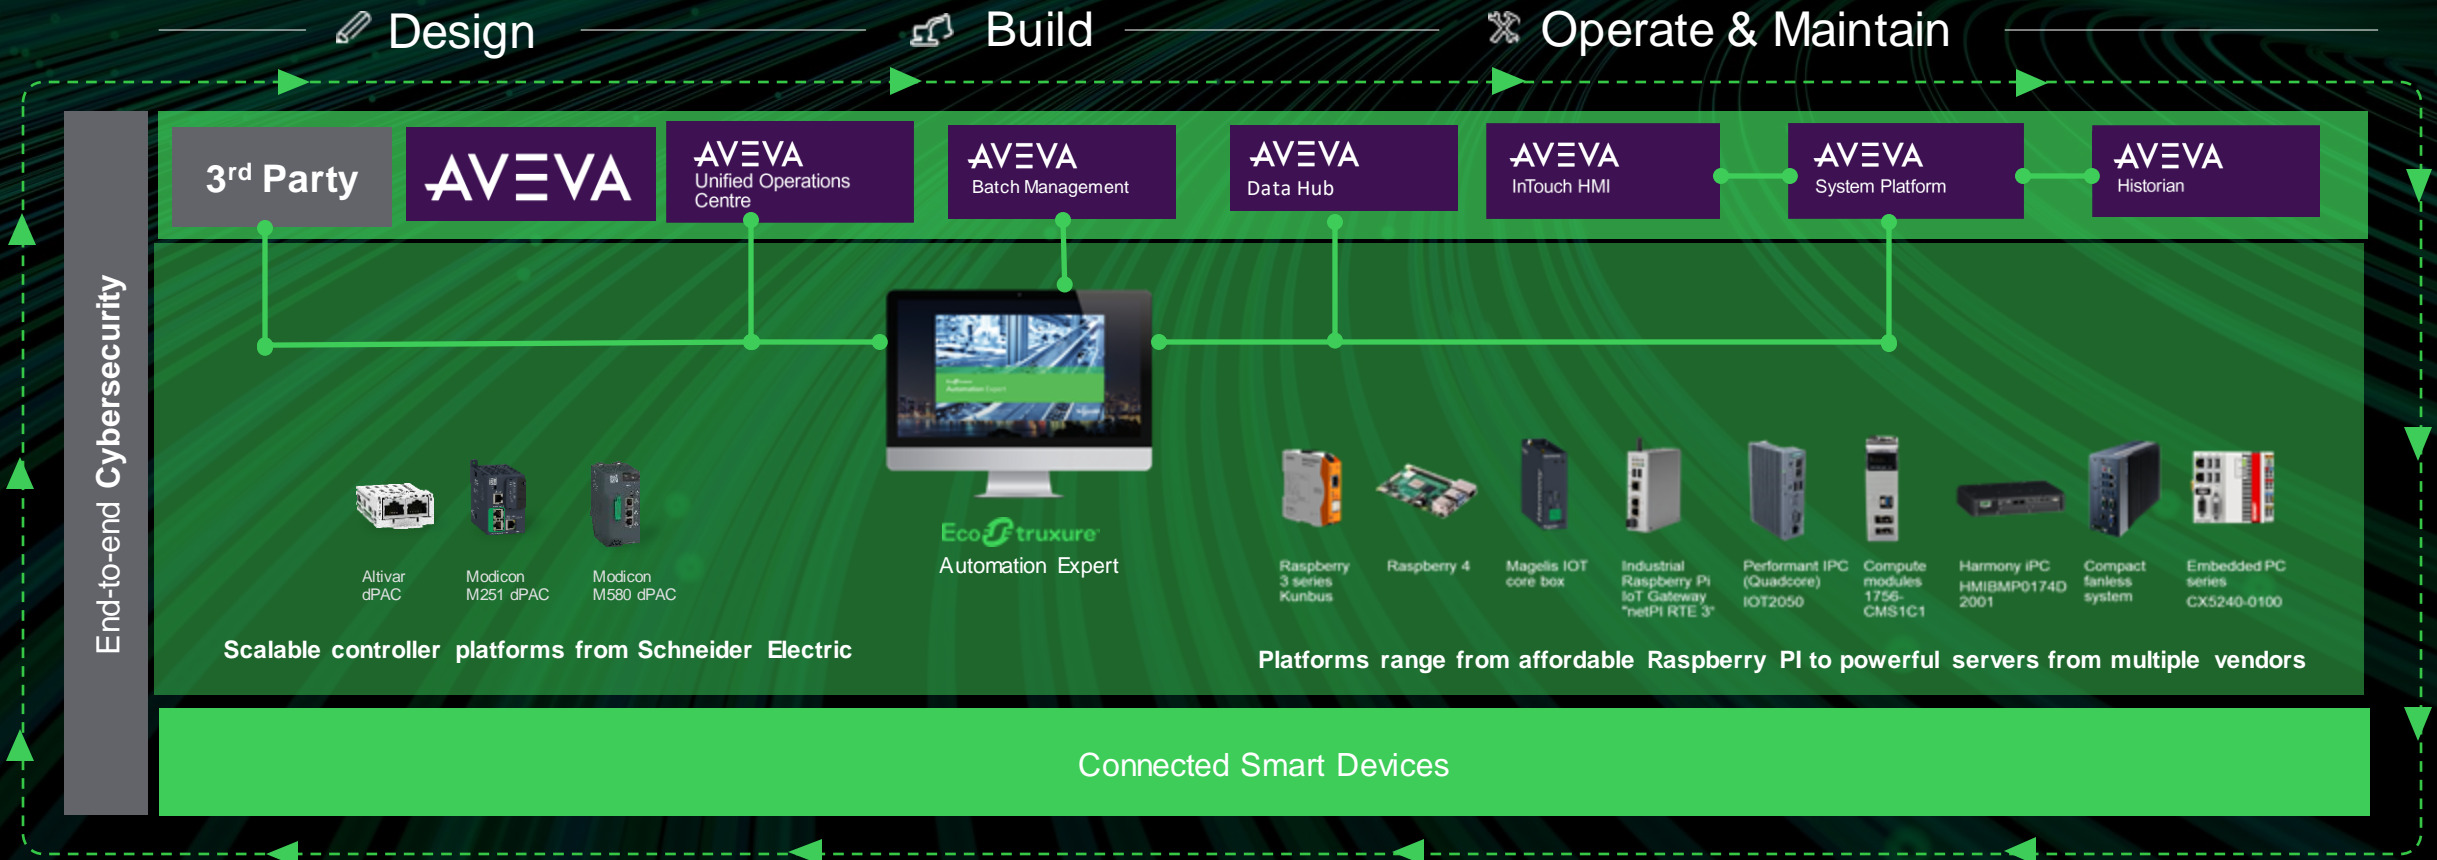 Design
Build
Operate & Maintain
End-to-end Cybersecurity
3rd Party
AVEVA
AVEVA
Unified Operations
Centre
AVEVA
Batch Management
AVEVA
Data Hub
AVEVA
InTouch HMI
AVEVA
System Platform
AVEVA
Historian
Automation Expert
EcoStruxure
Automation Expert
Altivar
dPAC
Modicon
M251 dPAC
Modicon
M580 dPAC
Scalable controller platforms from Schneider Electric
Raspberry
3 series
Kunbus
Raspberry 4
Magelis IOT
core box
Industrial
Raspberry Pi
IoT Gateway
"netPI RTE 3"
Performant IPC
(Quadcore)
IOT2050
Compute
modules
1756-
CMS1C1
Harmony iPC
HMIBMP0174D
2001
Compact
fanless
system
Embedded PC
series
CX5240-0100
Platforms range from affordable Raspberry PI to powerful servers from multiple vendors
Connected Smart Devices